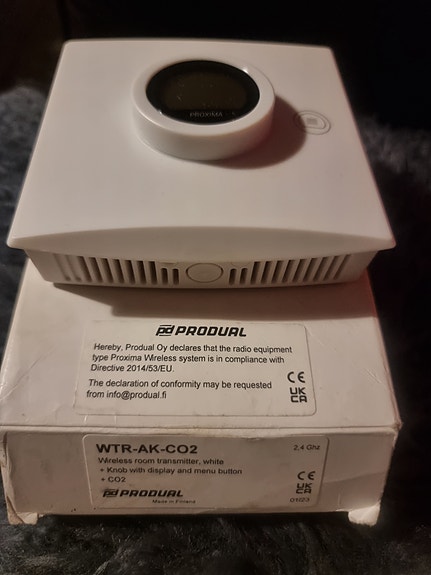 PROXIMA
PRODUAL
Hereby, Produal Oy declares that the radio equipment
type Proxima Wireless system is in compliance with
Directive 2014/53/EU.
The declaration of conformity may be requested
from info@produal.fi
CE
UK
CA
WTR-AK-CO2
2,4 Ghz
Wireless room transmitter, white
+ Knob with display and menu button
+ CO2
CE
UK
CA
PRODUAL
Made in Finland
01/23